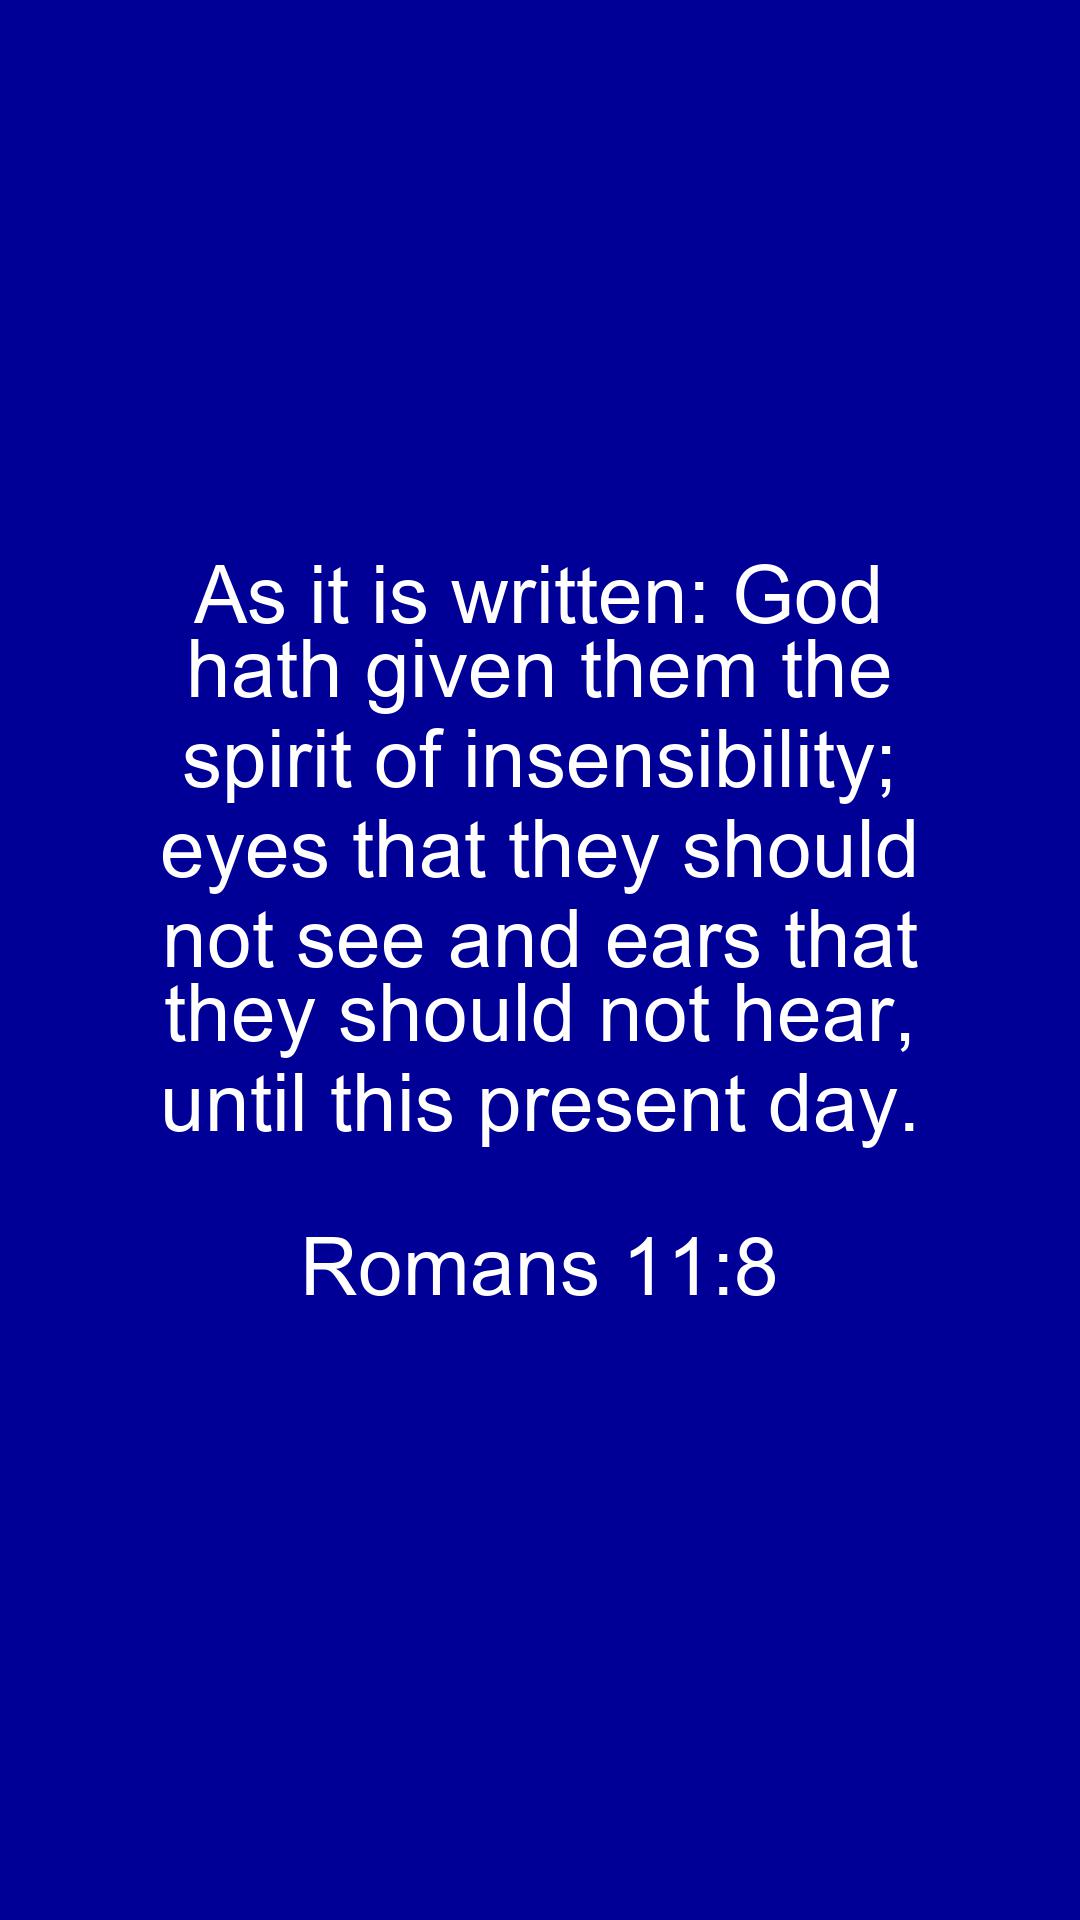 As it is written: God
hath given them the
spirit of insensibility;
eyes that they should
not see and ears that
they should not hear,
until this present day.
Romans 11:8